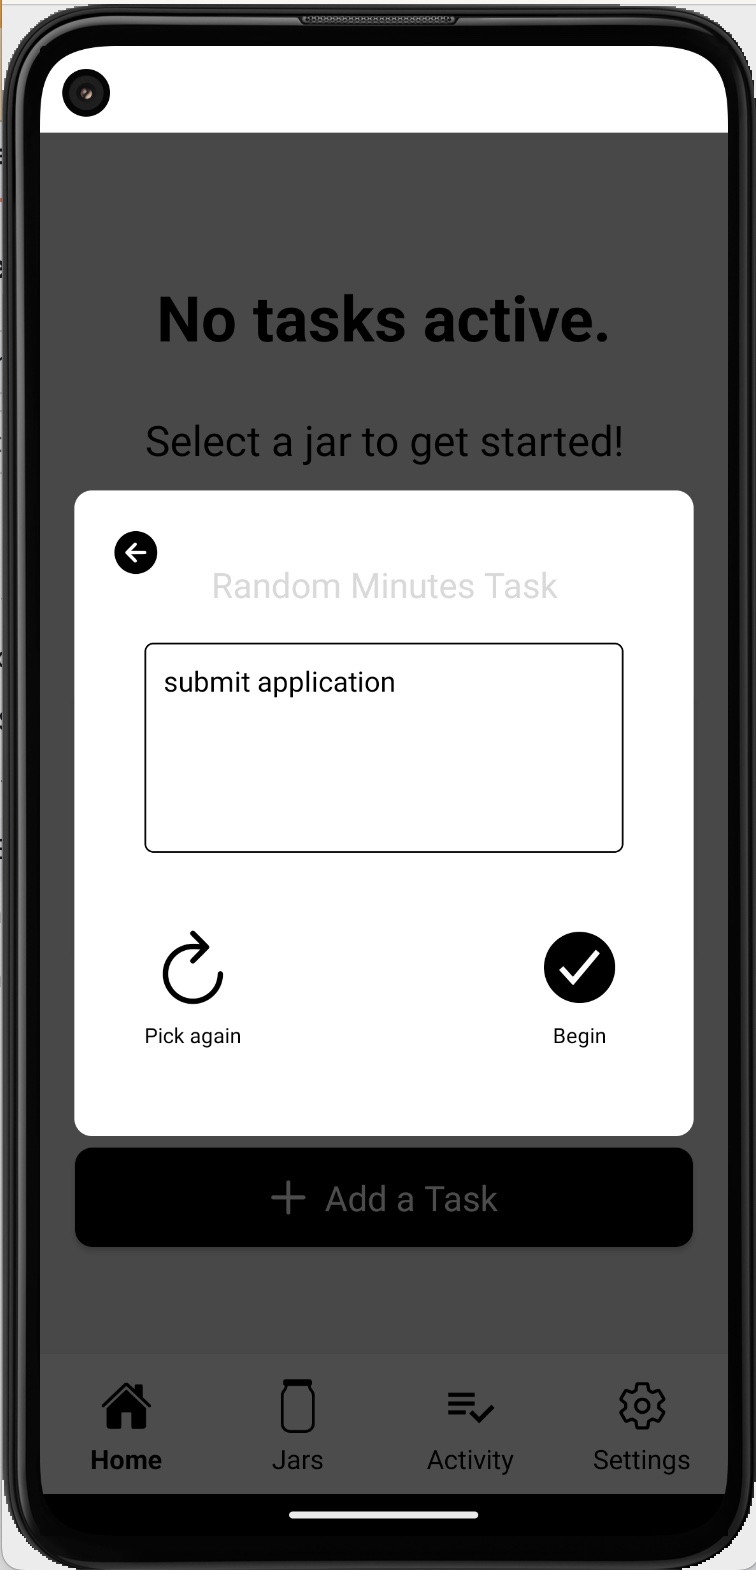 No tasks active.
Select a jar to get started!
Random Minutes Task
submit application
Pick again
Begin
Add a Task
Home
Jars
Activity
Settings